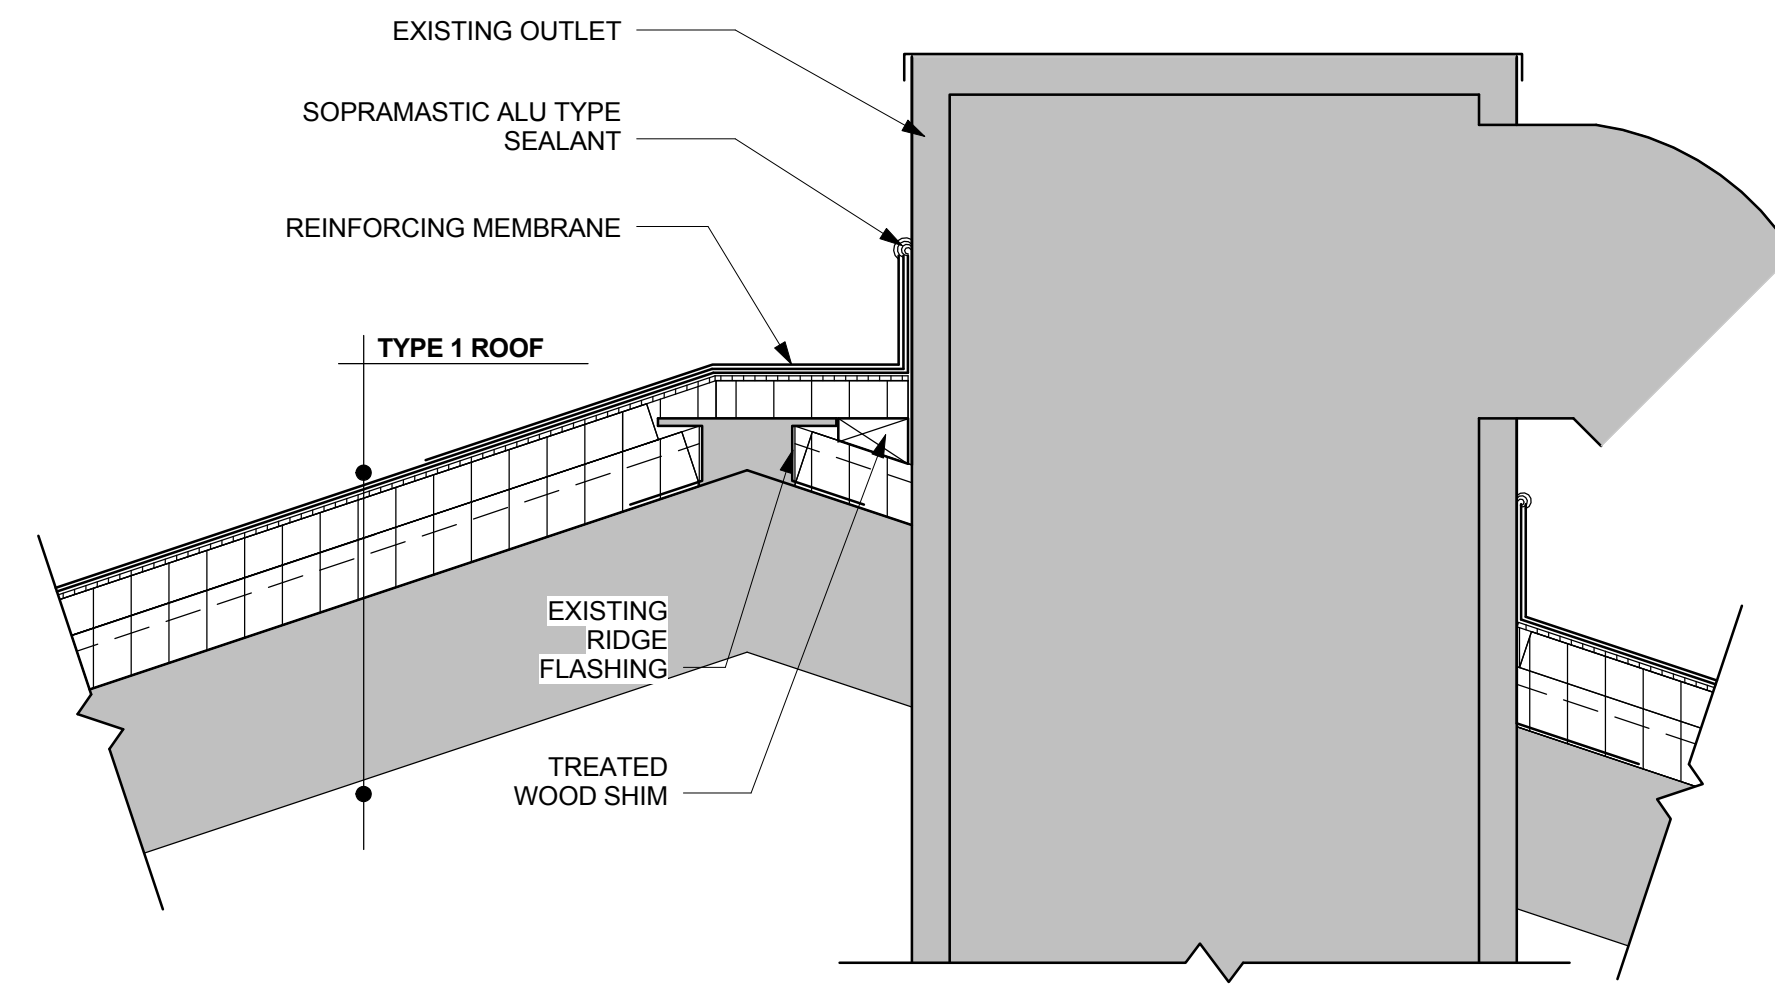 EXISTING OUTLET
SOPRAMASTIC ALU TYPE
SEALANT
REINFORCING MEMBRANE
TYPE 1 ROOF
EXISTING
RIDGE
FLASHING
TREATED
WOOD SHIM